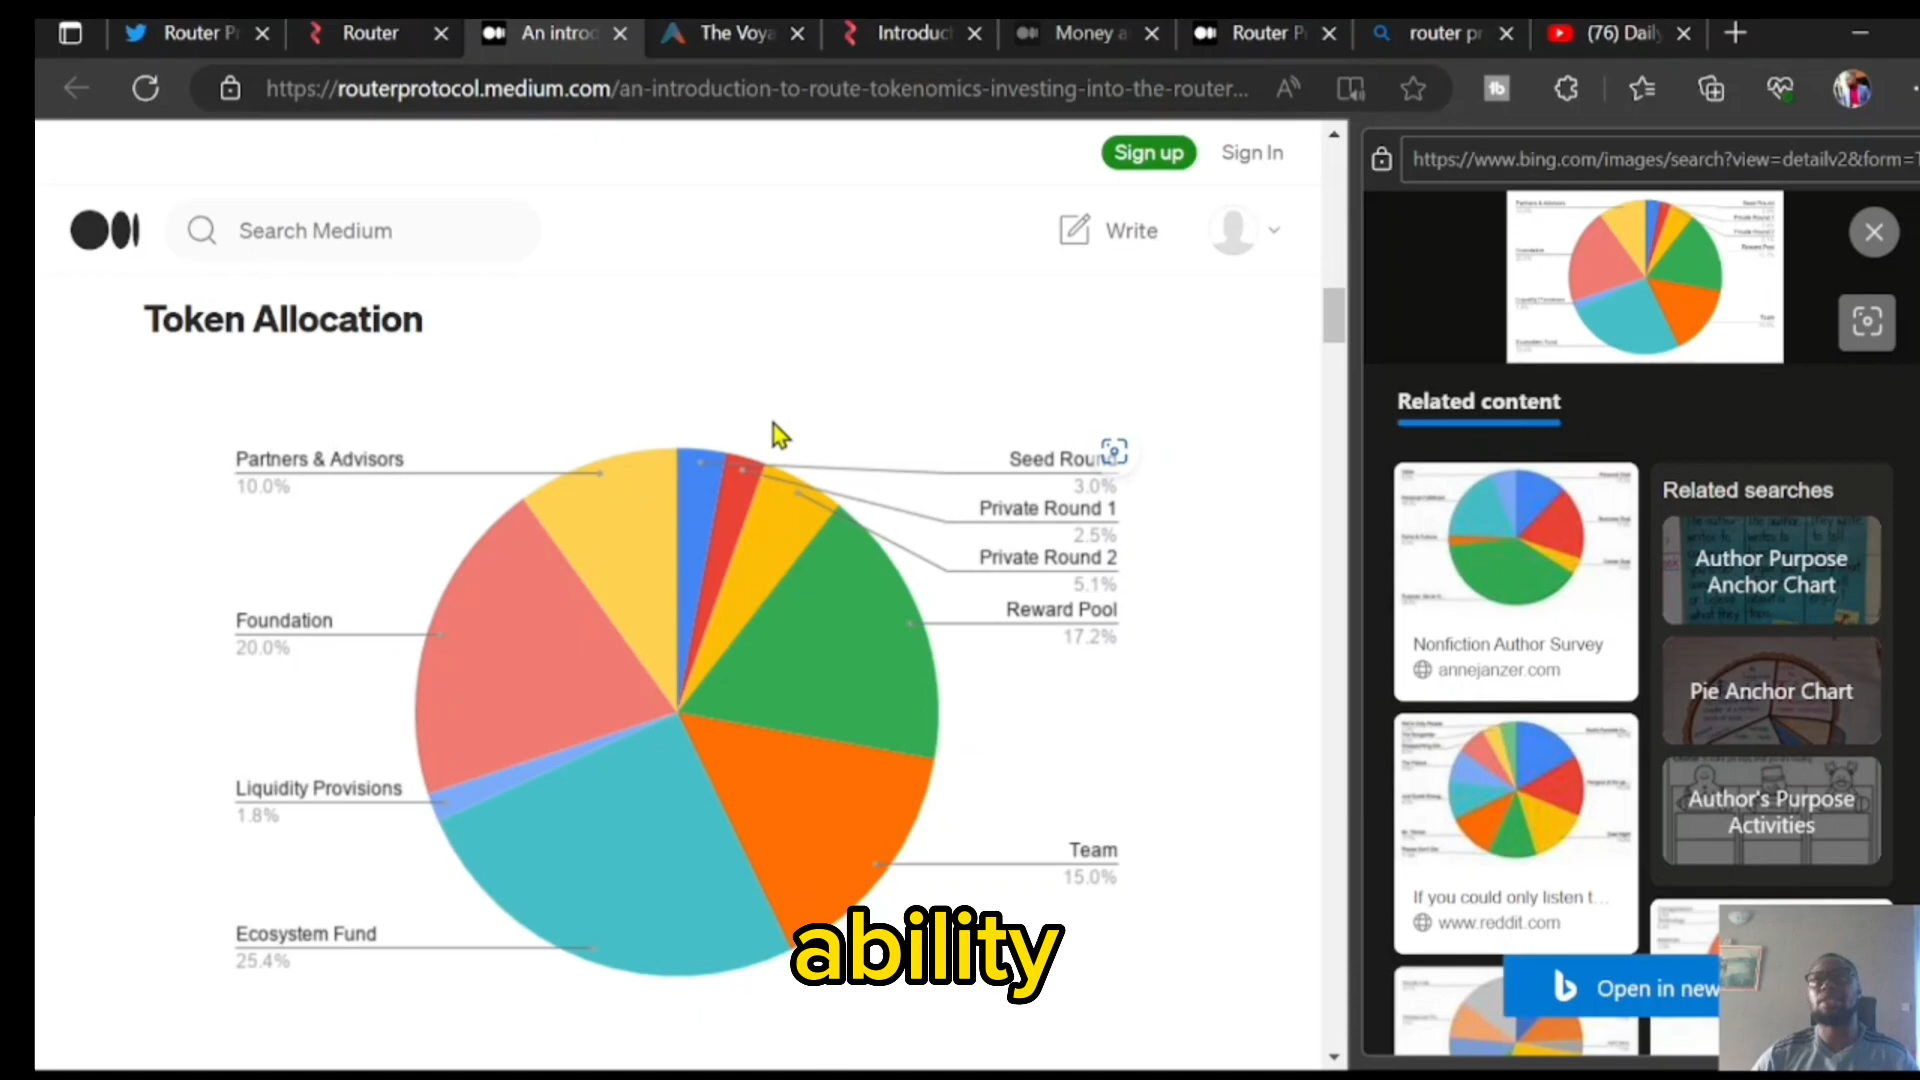 Router P
Router
An introd
The Voya
Introduct
Money a
Router P
router pr
(76) Daily
https://routerprotocol.medium.com/an-introduction-to-route-tokenomics-investing-into-the-router...
https://www.bing.com/images/search?view=detailv2&form=
Sign up
Sign In
Search Medium
Write
Token Allocation
Partners & Advisors
10.0%
Foundation
20.0%
Liquidity Provisions
1.8%
Ecosystem Fund
25.4%
Seed Round
3.0%
Private Round 1
2.5%
Private Round 2
5.1%
Reward Pool
17.2%
Team
15.0%
ability
Related content
Nonfiction Author Survey
annejanzer.com
If you could only listen t...
www.reddit.com
Related searches
Author Purpose
Anchor Chart
Pie Anchor Chart
Author's Purpose
Activities
Open in new